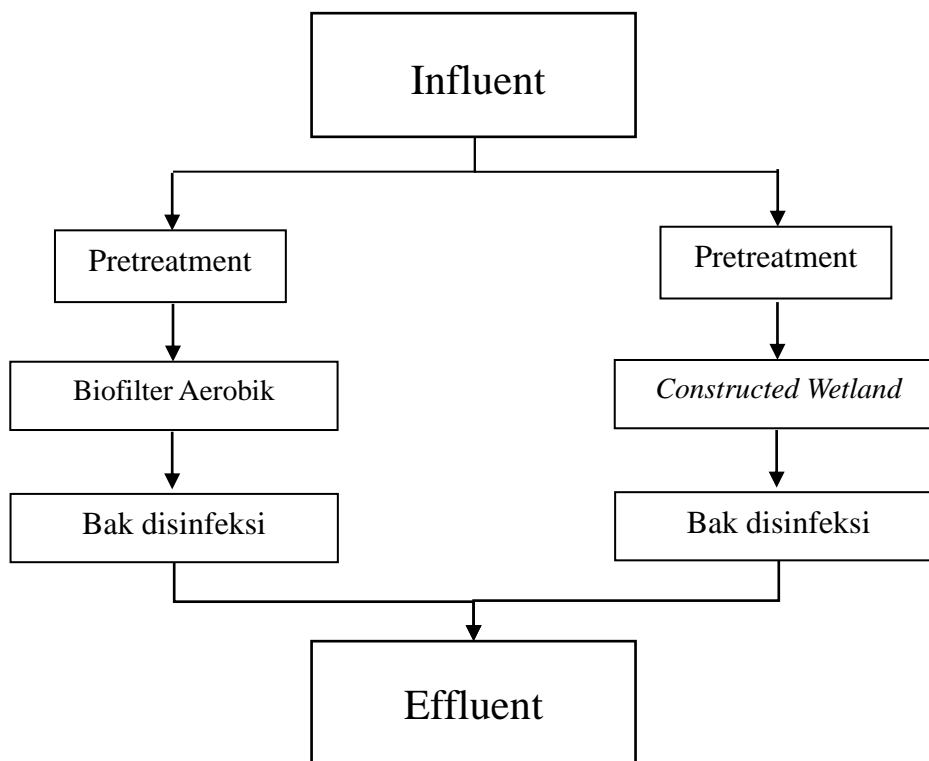 Influent
Pretreatment
Pretreatment
Biofilter Aerobik
Constructed Wetland
Bak disinfeksi
Bak disinfeksi
Effluent